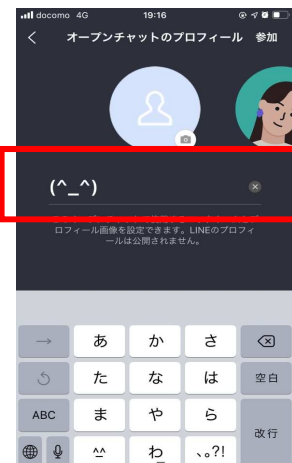 docomo 4G 19:16
オープンチャットのプロフィール 参加
(^_^)
ロフィール画像を設定できます。LINEのプロフィ
ールは公開されません。
→ あ か さ
た な は 空白
ABC ま や ら
改行
^^ わ 、。?!